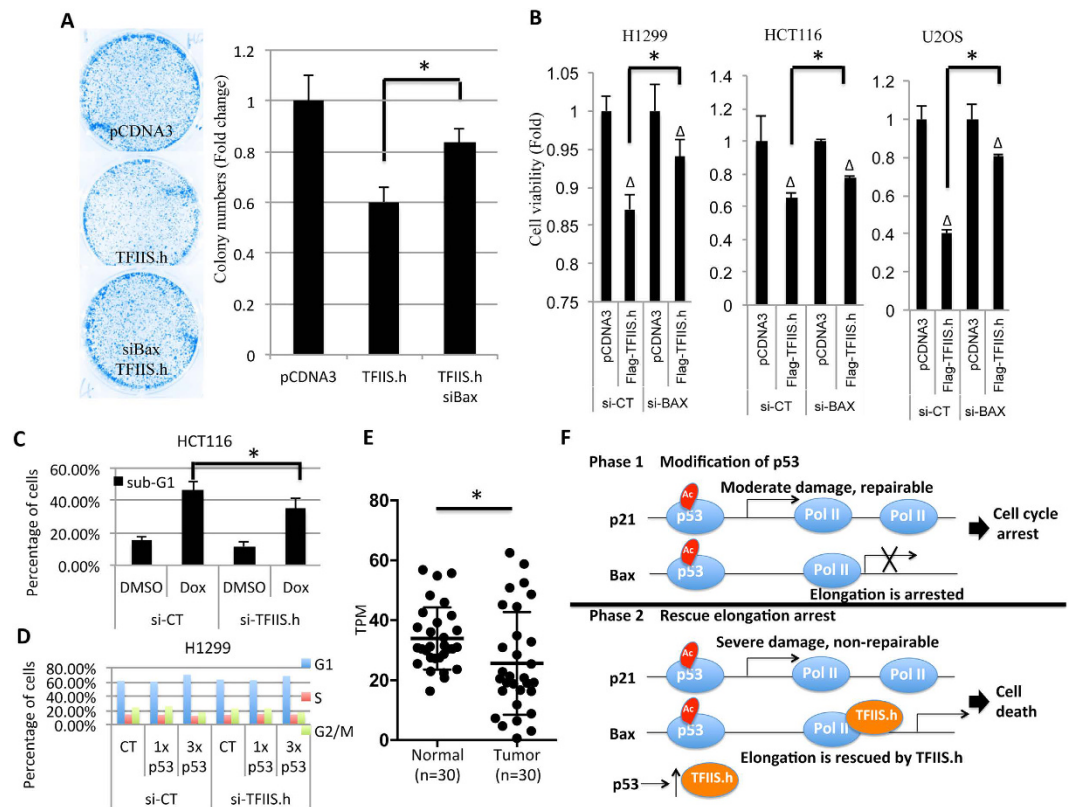 A
pCDNA3
TFIIS.h
siBax
TFIIS.h
Colony numbers (Fold change)
1.2
1
0.8
0.6
0.4
0.2
0
*
pCDNA3
TFIIS.h
TFIIS.h
siBax
B
Cell viability (Fold)
H1299
*
1.05
1
0.95
0.9
0.85
0.8
0.75
Δ
Δ
pCDNA3
Flag-TFIIS.h
pCDNA3
Flag-TFIIS.h
si-CT
si-BAX
HCT116
*
1.4
1.2
1
0.8
0.6
0.4
0.2
0
Δ
Δ
pCDNA3
Flag-TFIIS.h
pCDNA3
Flag-TFIIS.h
si-CT
si-BAX
U2OS
*
1.2
1
0.8
0.6
0.4
0.2
0
Δ
Δ
pCDNA3
Flag-TFIIS.h
pCDNA3
Flag-TFIIS.h
si-CT
si-BAX
C
HCT116
Percentage of cells
60.00%
40.00%
20.00%
0.00%
sub-G1
*
DMSO Dox DMSO Dox
si-CT si-TFIIS.h
D
H1299
Percentage of cells
80.00%
60.00%
40.00%
20.00%
0.00%
G1
S
G2/M
CT 1x p53 3x p53 CT 1x p53 3x p53
si-CT si-TFIIS.h
E
TPM
80
60
40
20
0
*
Normal Tumor
(n=30) (n=30)
F
Phase 1 Modification of p53
Moderate damage, repairable
p21 Ac p53 Pol II Pol II
Cell cycle
arrest
Bax Ac p53 Pol II
Elongation is arrested
Phase 2 Rescue elongation arrest
Severe damage, non-repairable
p21 Ac p53 Pol II Pol II
Cell
death
Bax Ac p53 Pol II TFIIS.h
Elongation is rescued by TFIIS.h
p53 TFIIS.h